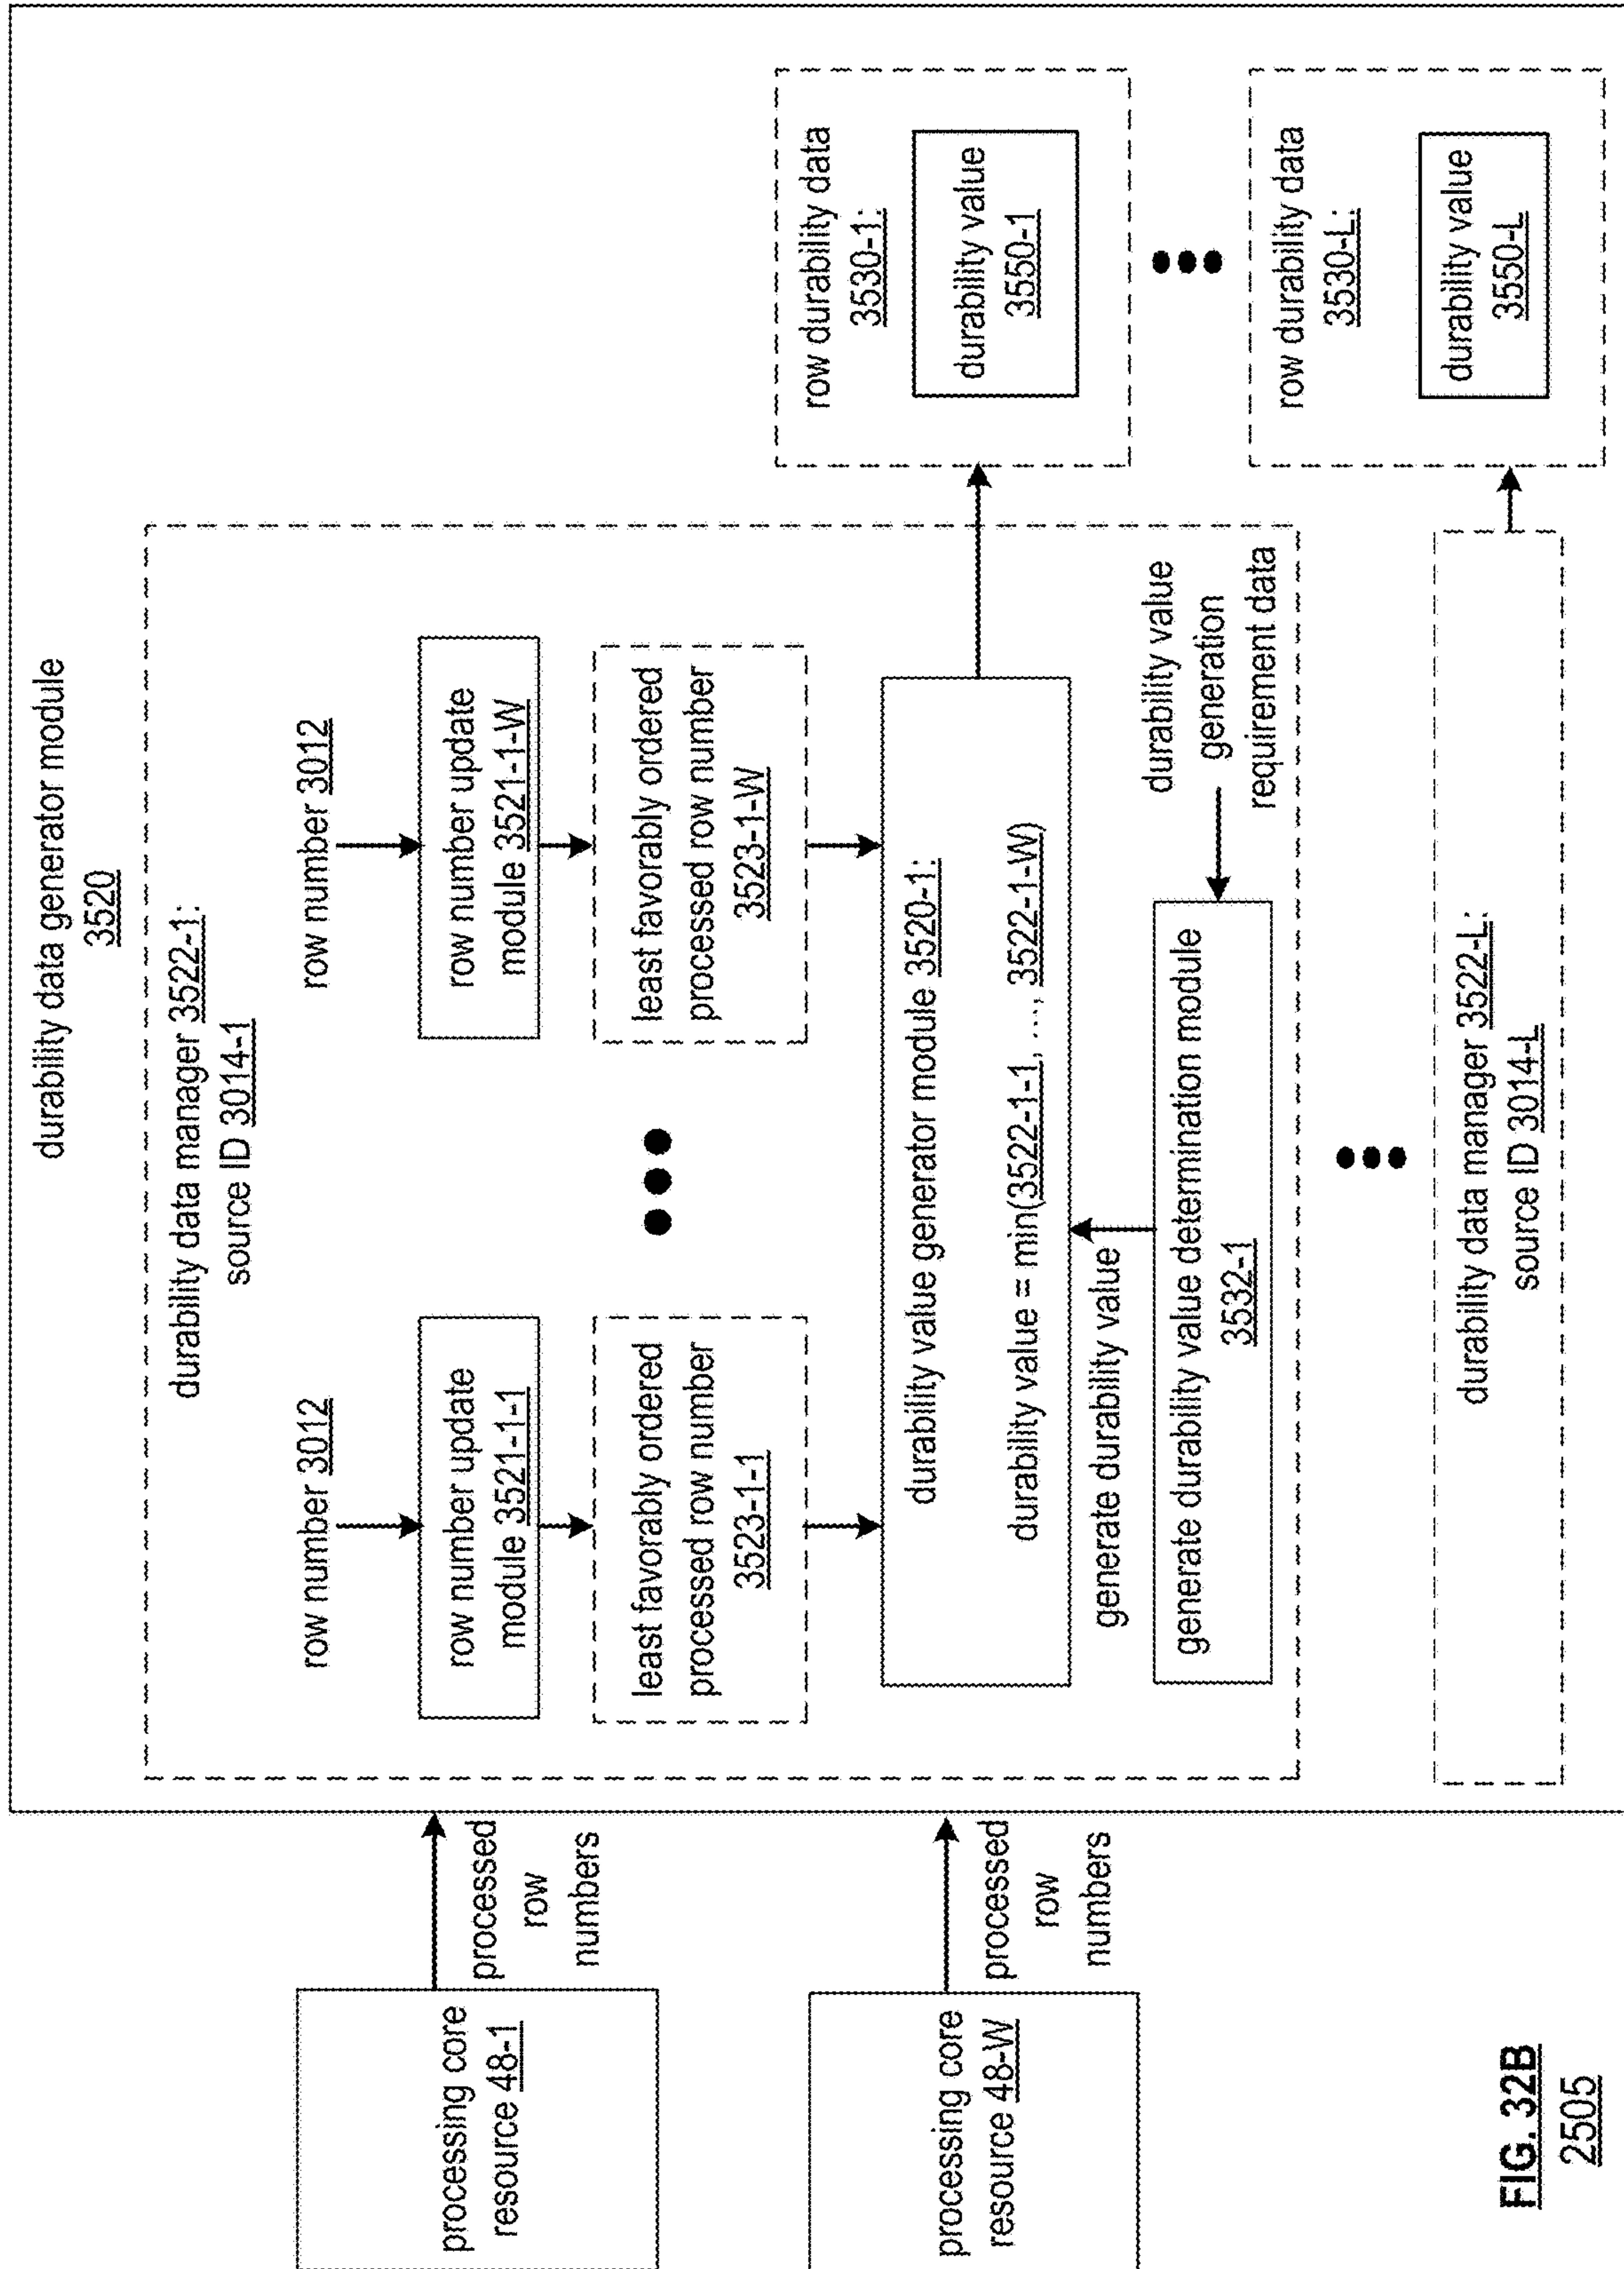 durability data generator module
3520
durability data manager 3522-1:
source ID 3014-1
row number 3012
row number 3012
row number update
module 3521-1-1
row number update
module 3521-1-W
least favorably ordered
processed row number
3523-1-1
least favorably ordered
processed row number
3523-1-W
durability value generator module 3520-1:
durability value = min(3522-1-1, ..., 3522-1-W)
generate durability value
generate durability value determination module
3532-1
durability value
generation
requirement data
durability data manager 3522-L:
source ID 3014-L
row durability data
3530-1:
durability value
3550-1
row durability data
3530-L:
durability value
3550-L
processing core
resource 48-1
processed
row
numbers
processing core
resource 48-W
processed
row
numbers
FIG. 32B
2505